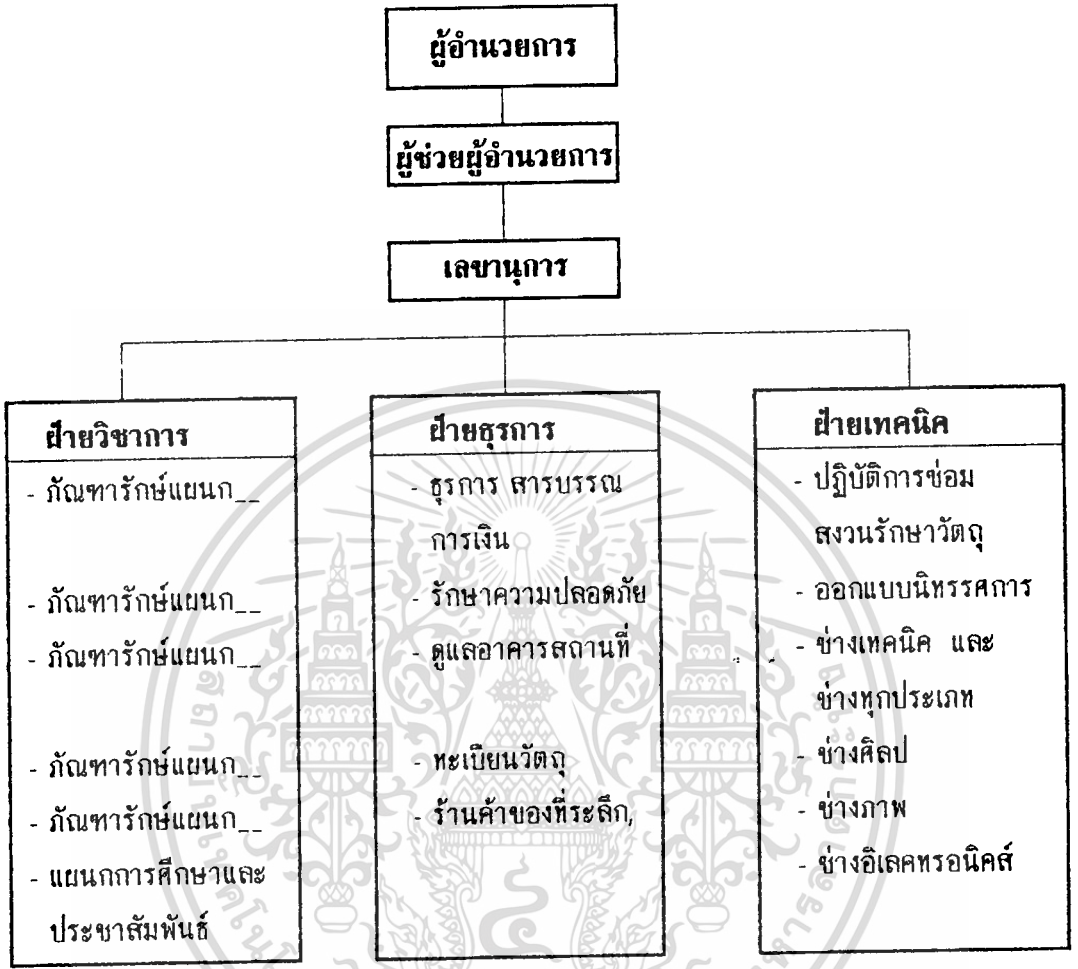 ผู้อำนวยการ
ผู้ช่วยผู้อำนวยการ
เลขานุการ
ฝ่ายวิชาการ
- ภัณฑารักษ์แผนก__
- ภัณฑารักษ์แผนก__
- ภัณฑารักษ์แผนก__
- ภัณฑารักษ์แผนก__
- ภัณฑารักษ์แผนก__
- แผนกการศึกษาและ
ประชาสัมพันธ์
ฝ่ายธุรการ
- ธุรการ สารบรรณ
การเงิน
- รักษาความปลอดภัย
- ดูแลอาคารสถานที่
- ทะเบียนวัตถุ
- ร้านค้าของที่ระลึก,
ฝ่ายเทคนิค
- ปฏิบัติการซ่อม
สงวนรักษาวัตถุ
- ออกแบบนิทรรศการ
- ช่างเทคนิค และ
ช่างทุกประเภท
- ช่างศิลป
- ช่างภาพ
- ช่างอิเลคทรอนิคส์